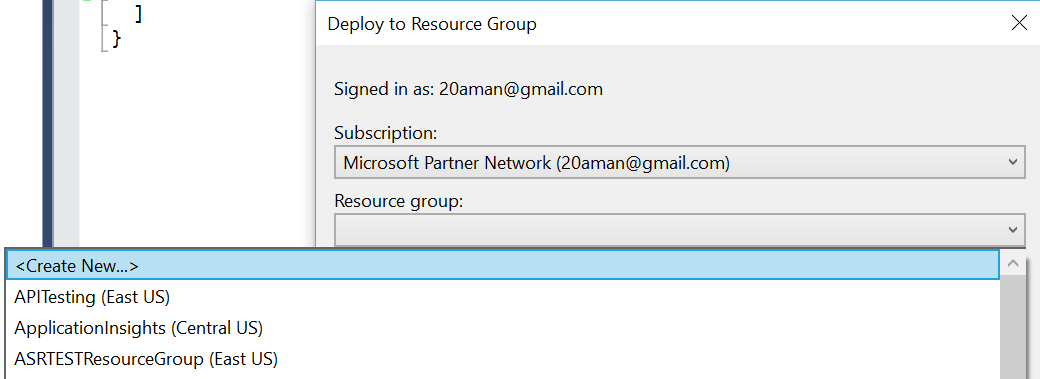 ]
}
Deploy to Resource Group
Signed in as: 20aman@gmail.com
Subscription:
Microsoft Partner Network (20aman@gmail.com)
Resource group:
<Create New...>
APITesting (East US)
ApplicationInsights (Central US)
ASRTESTResourceGroup (East US)